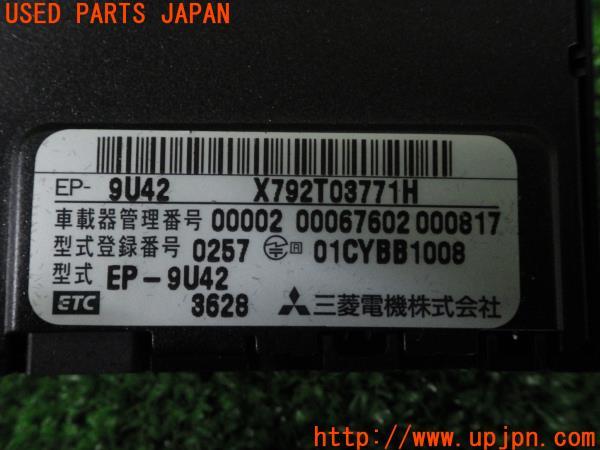 USED PARTS JAPAN
EP- 9U42 X792T03771H
車載器管理番号 00002 00067602 000817
型式登録番号 0257 R 01CYBB1008
型式 EP-9U42
ETC 3628 三菱電機株式会社
http://www.upjpn.com/